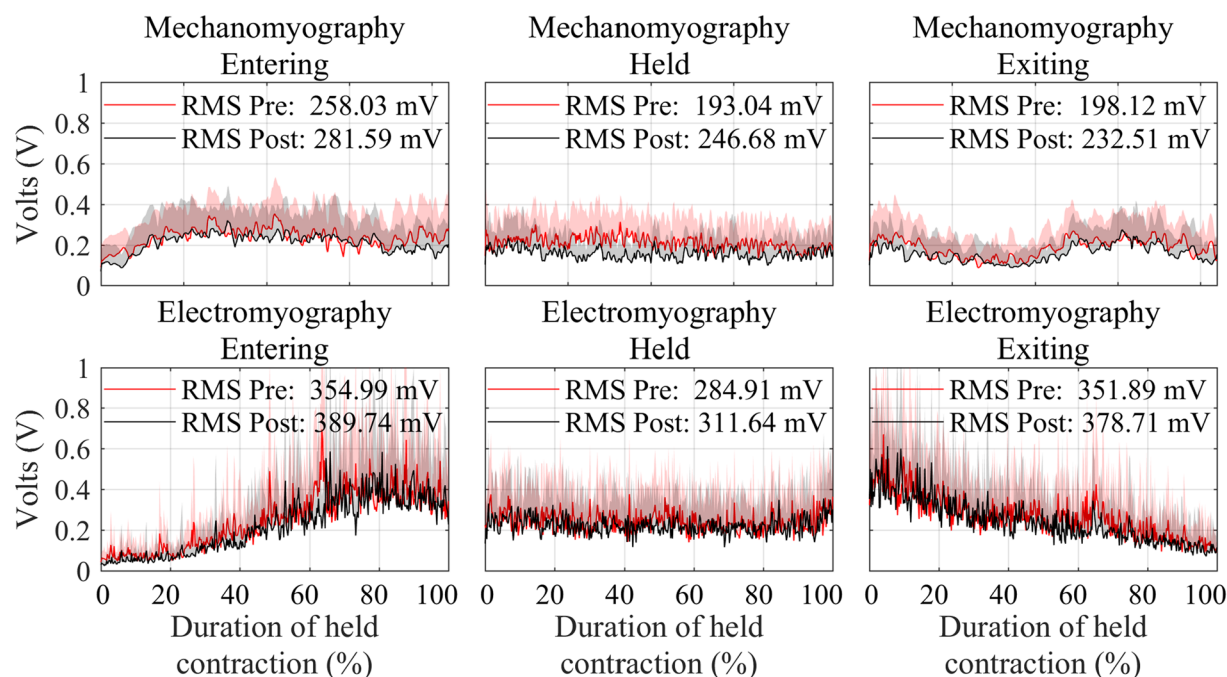 Mechanomyography
Entering
Mechanomyography
Held
Mechanomyography
Exiting
Volts (V)
1
0.8
0.6
0.4
0.2
0
RMS Pre: 258.03 mV
RMS Post: 281.59 mV
RMS Pre: 193.04 mV
RMS Post: 246.68 mV
RMS Pre: 198.12 mV
RMS Post: 232.51 mV
Electromyography
Entering
Electromyography
Held
Electromyography
Exiting
Volts (V)
1
0.8
0.6
0.4
0.2
0
RMS Pre: 354.99 mV
RMS Post: 389.74 mV
RMS Pre: 284.91 mV
RMS Post: 311.64 mV
RMS Pre: 351.89 mV
RMS Post: 378.71 mV
0 20 40 60 80 100
0 20 40 60 80 100
0 20 40 60 80 100
Duration of held
contraction (%)
Duration of held
contraction (%)
Duration of held
contraction (%)